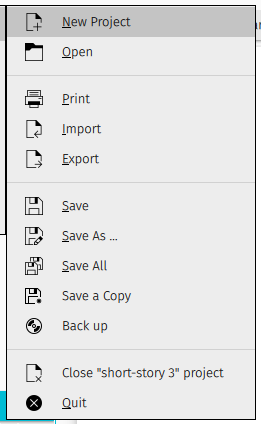 New Project
Open
Print
Import
Export
Save
Save As ...
Save All
Save a Copy
Back up
Close "short-story 3" project
Quit